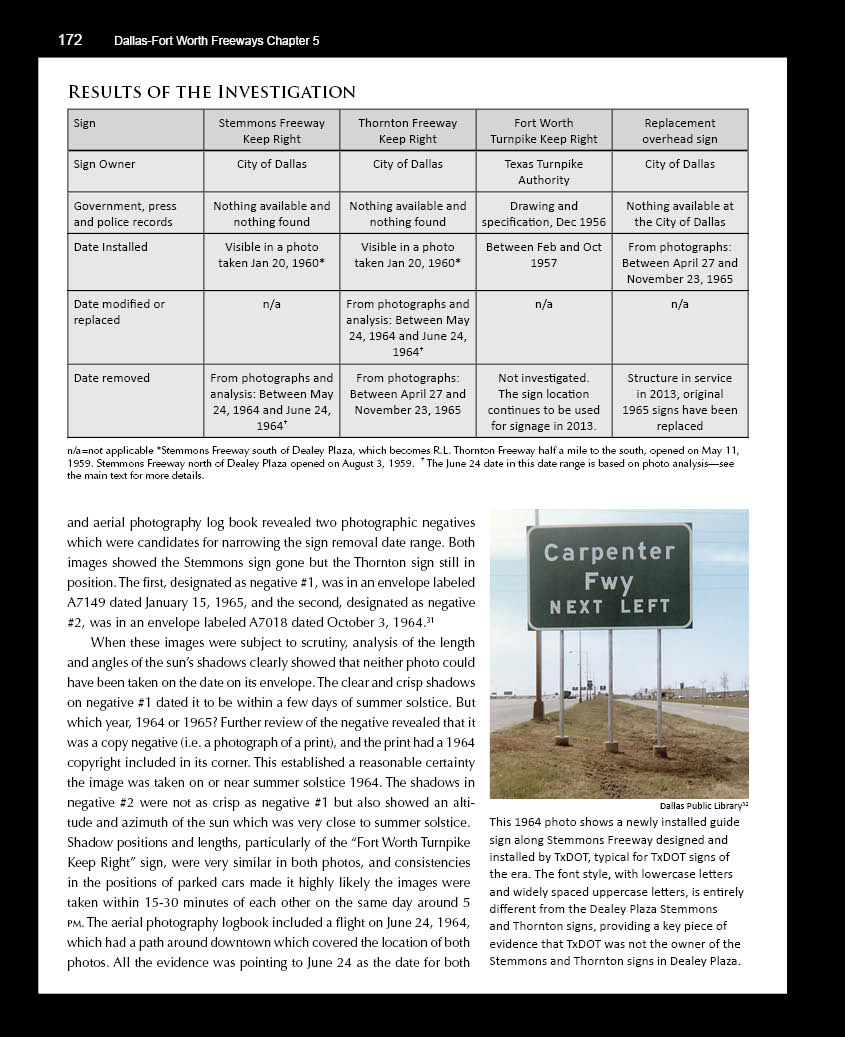 172 Dallas-Fort Worth Freeways Chapter 5
Results of the Investigation
Sign
Stemmons Freeway
Keep Right
Thornton Freeway
Keep Right
Fort Worth
Turnpike Keep Right
Replacement
overhead sign
Sign Owner
City of Dallas
City of Dallas
Texas Turnpike
Authority
City of Dallas
Government, press
and police records
Nothing available and
nothing found
Nothing available and
nothing found
Drawing and
specification, Dec 1956
Nothing available at
the City of Dallas
Date Installed
Visible in a photo
taken Jan 20, 1960*
Visible in a photo
taken Jan 20, 1960*
Between Feb and Oct
1957
From photographs:
Between April 27 and
November 23, 1965
Date modified or
replaced
n/a
From photographs and
analysis: Between May
24, 1964 and June 24,
1964†
n/a
n/a
Date removed
From photographs and
analysis: Between May
24, 1964 and June 24,
1964†
From photographs:
Between April 27 and
November 23, 1965
Not investigated.
The sign location
continues to be used
for signage in 2013.
Structure in service
in 2013, original
1965 signs have been
replaced
n/a=not applicable *Stemmons Freeway south of Dealey Plaza, which becomes R.L. Thornton Freeway half a mile to the south, opened on May 11,
1959. Stemmons Freeway north of Dealey Plaza opened on August 3, 1959. †The June 24 date in this date range is based on photo analysis—see
the main text for more details.
and aerial photography log book revealed two photographic negatives
which were candidates for narrowing the sign removal date range. Both
images showed the Stemmons sign gone but the Thornton sign still in
position. The first, designated as negative #1, was in an envelope labeled
A7149 dated January 15, 1965, and the second, designated as negative
#2, was in an envelope labeled A7018 dated October 3, 1964.31
When these images were subject to scrutiny, analysis of the length
and angles of the sun's shadows clearly showed that neither photo could
have been taken on the date on its envelope. The clear and crisp shadows
on negative #1 dated it to be within a few days of summer solstice. But
which year, 1964 or 1965? Further review of the negative revealed that it
was a copy negative (i.e. a photograph of a print), and the print had a 1964
copyright included in its corner. This established a reasonable certainty
the image was taken on or near summer solstice 1964. The shadows in
negative #2 were not as crisp as negative #1 but also showed an alti-
tude and azimuth of the sun which was very close to summer solstice.
Shadow positions and lengths, particularly of the "Fort Worth Turnpike
Keep Right" sign, were very similar in both photos, and consistencies
in the positions of parked cars made it highly likely the images were
taken within 15-30 minutes of each other on the same day around 5
PM. The aerial photography logbook included a flight on June 24, 1964,
which had a path around downtown which covered the location of both
photos. All the evidence was pointing to June 24 as the date for both
Carpenter
Fwy
NEXT LEFT
Dallas Public Library32
This 1964 photo shows a newly installed guide
sign along Stemmons Freeway designed and
installed by TxDOT, typical for TxDOT signs of
the era. The font style, with lowercase letters
and widely spaced uppercase letters, is entirely
different from the Dealey Plaza Stemmons
and Thornton signs, providing a key piece of
evidence that TxDOT was not the owner of the
Stemmons and Thornton signs in Dealey Plaza.